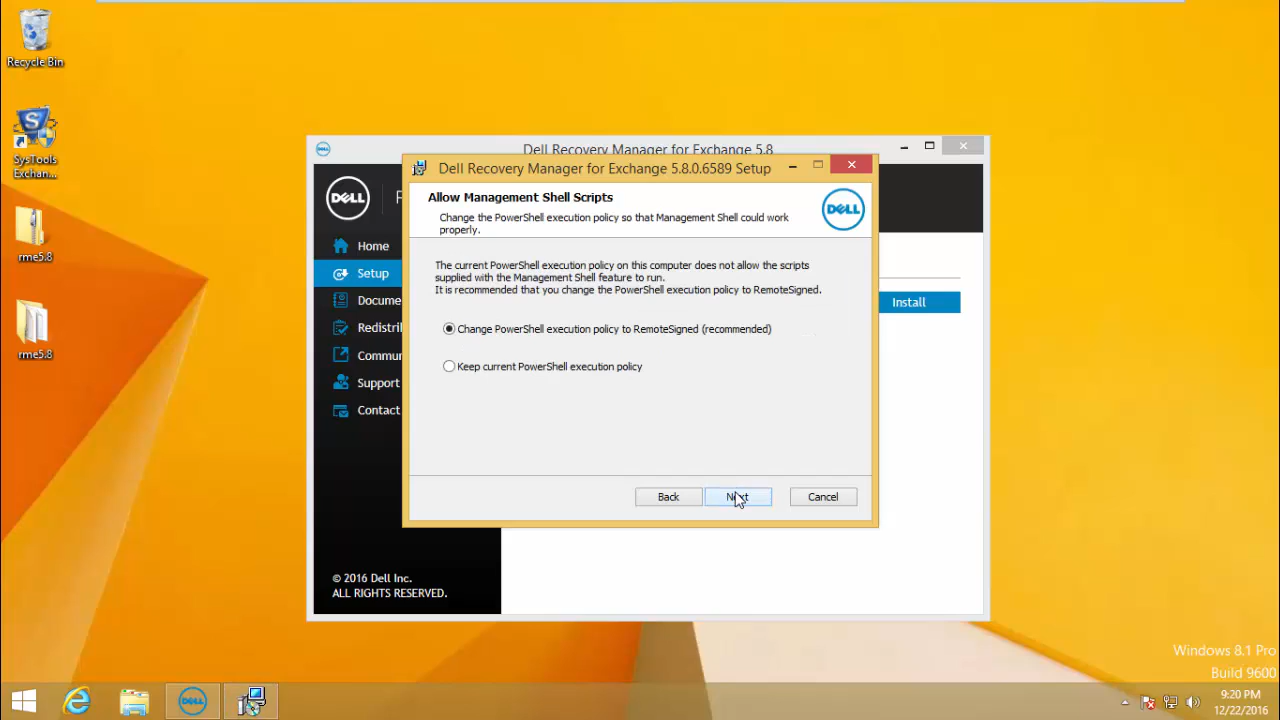 Recycle Bin
SysTools
Exchan...
rme5.8
rme5.8
Dell Recovery Manager for Exchange 5.8
DELL
Home
Setup
Docume
Redistri
Commun
Support
Contact
© 2016 Dell Inc.
ALL RIGHTS RESERVED.
Install
Dell Recovery Manager for Exchange 5.8.0.6589 Setup
Allow Management Shell Scripts
Change the PowerShell execution policy so that Management Shell could work
properly.
DELL
The current PowerShell execution policy on this computer does not allow the scripts
supplied with the Management Shell feature to run.
It is recommended that you change the PowerShell execution policy to RemoteSigned.
Change PowerShell execution policy to RemoteSigned (recommended)
Keep current PowerShell execution policy
Back
Next
Cancel
Windows 8.1 Pro
Build 9600
9:20 PM
12/22/2016